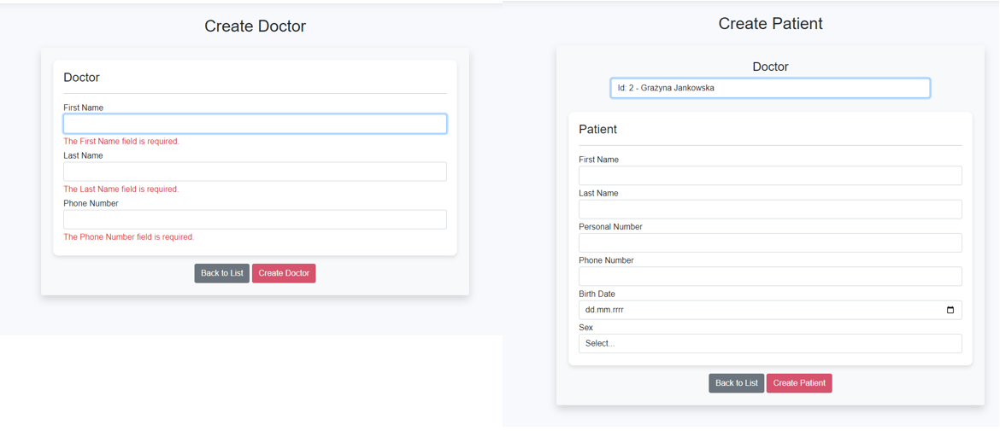 Create Doctor
Doctor
First Name
The First Name field is required.
Last Name
The Last Name field is required.
Phone Number
The Phone Number field is required.
Back to List
Create Doctor
Create Patient
Doctor
Id: 2 - Grażyna Jankowska
Patient
First Name
Last Name
Personal Number
Phone Number
Birth Date
dd.mm.rrrr
Sex
Select...
Back to List
Create Patient